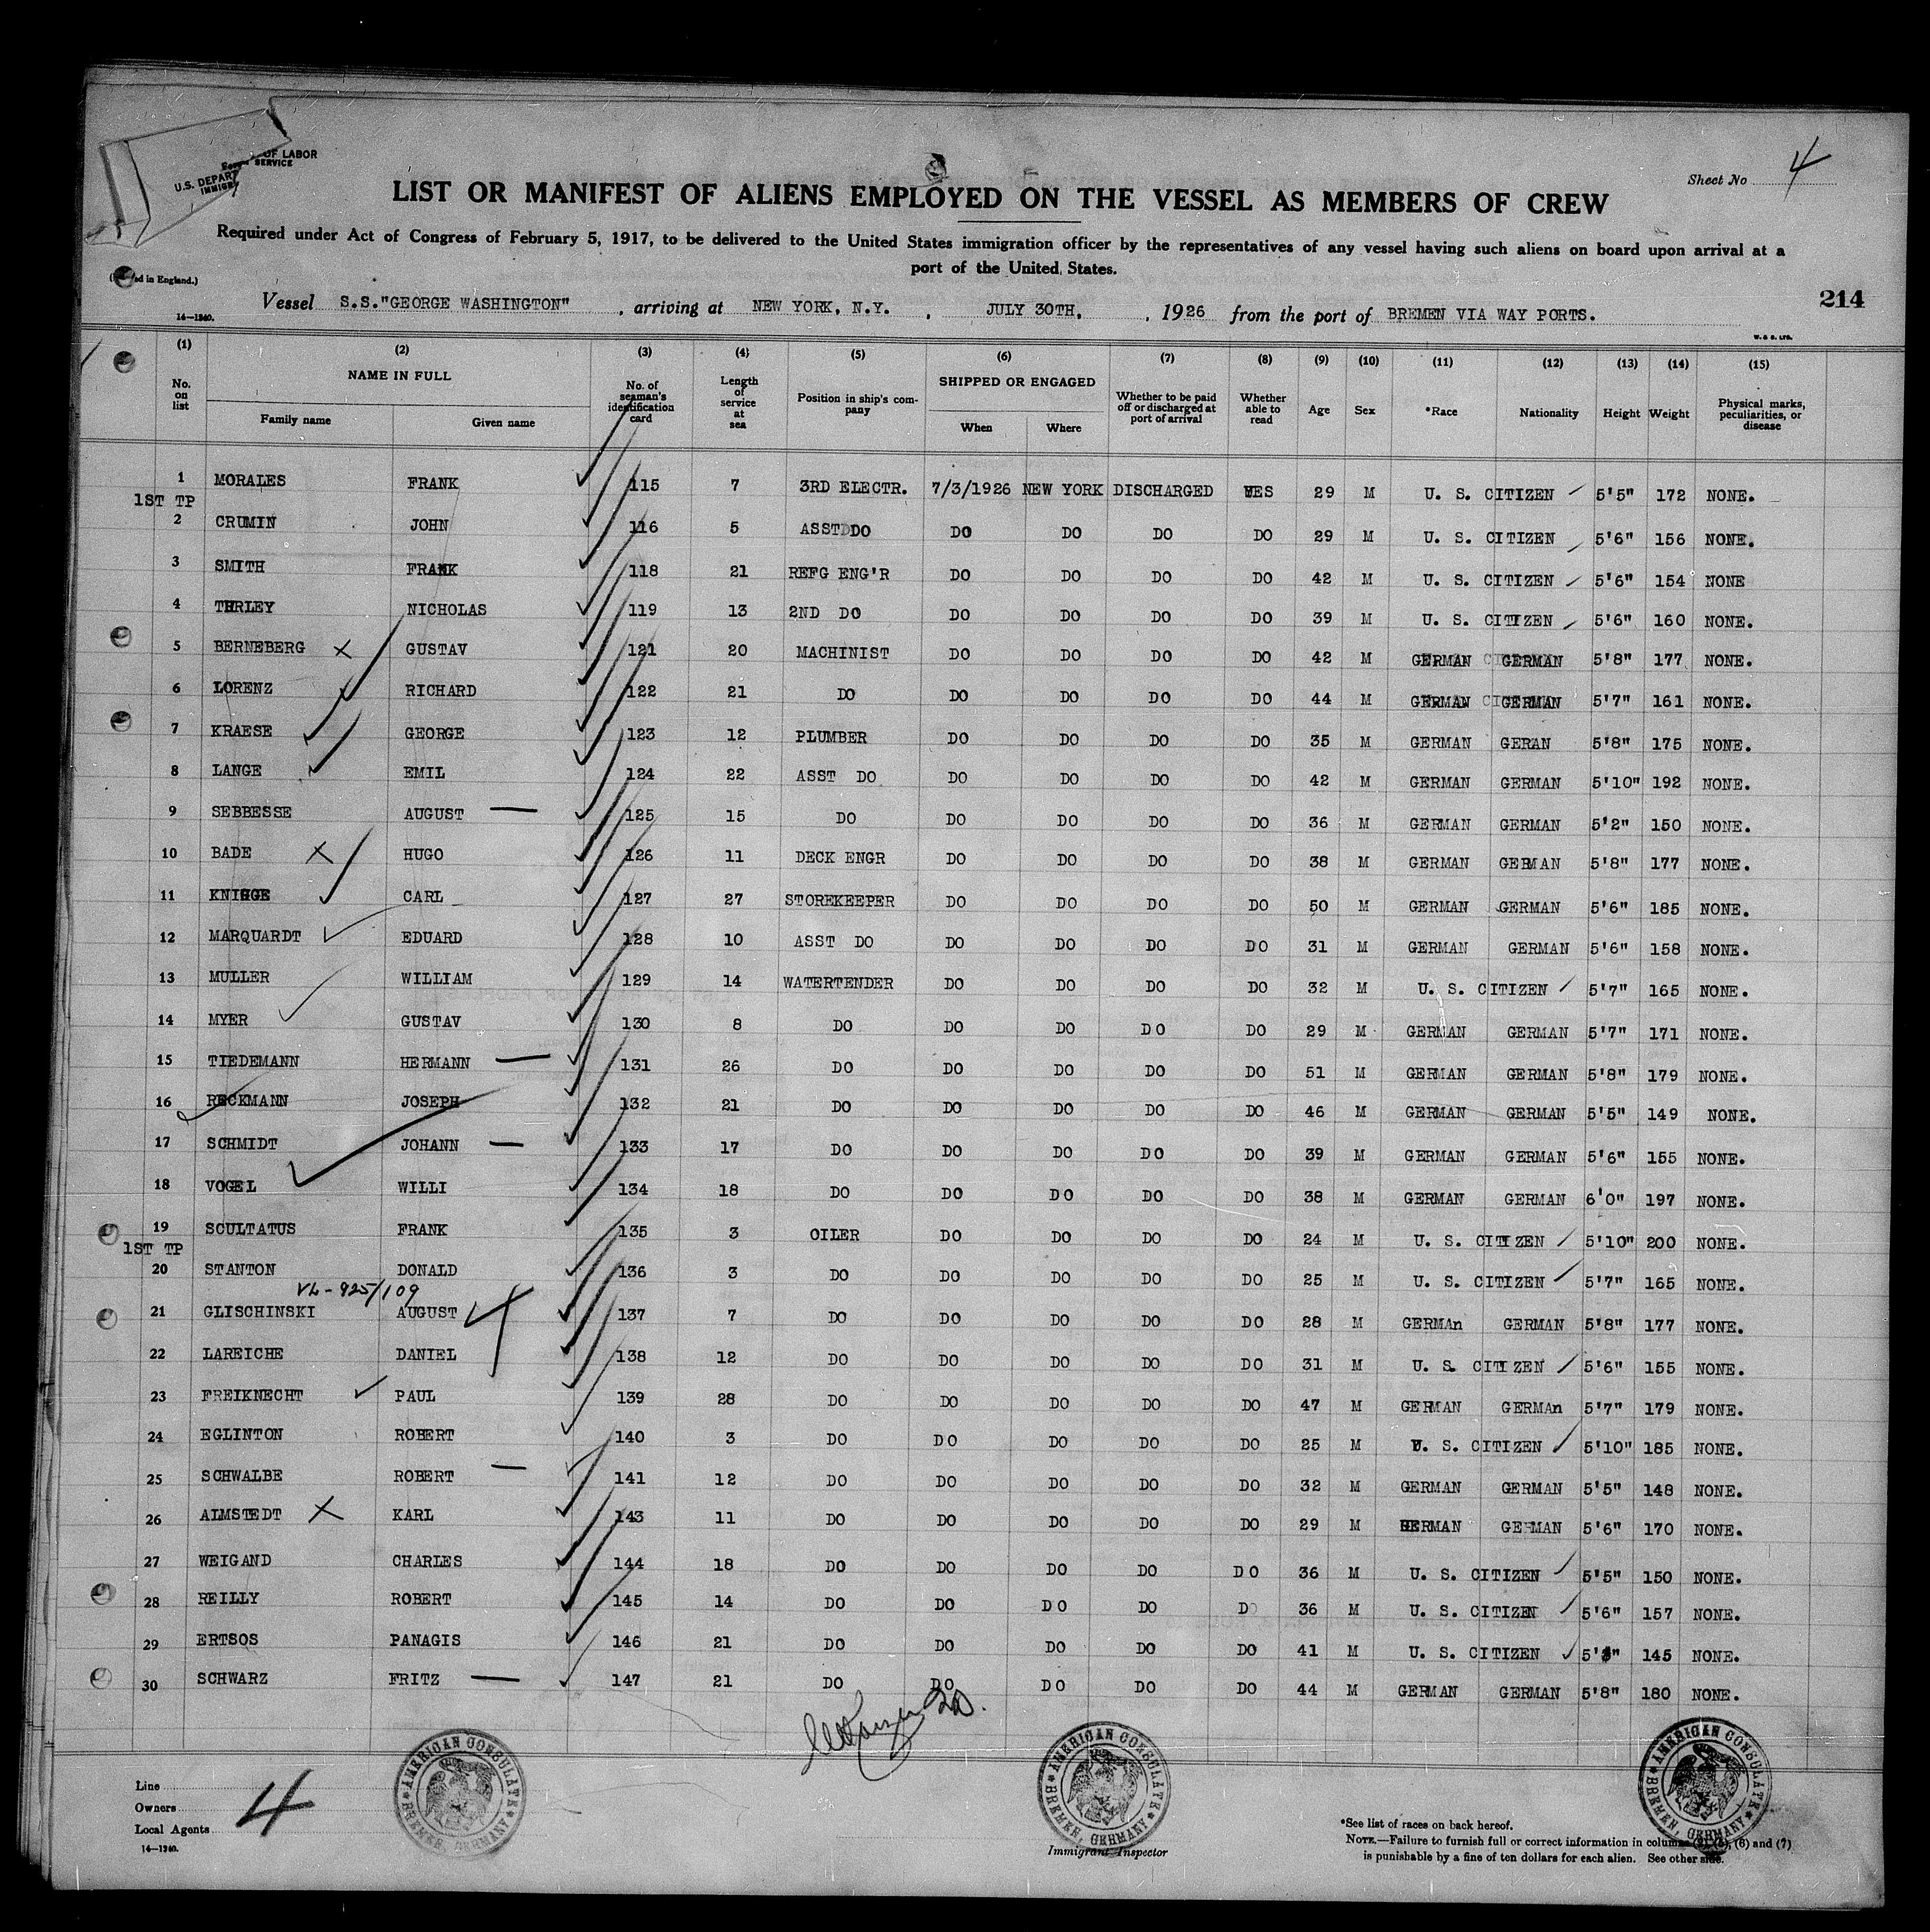 U.S. DEPAR OF LABOR
IMMIGR SERVICE
Sheet No 4
LIST OR MANIFEST OF ALIENS EMPLOYED ON THE VESSEL AS MEMBERS OF CREW
Required under Act of Congress of February 5, 1917, to be delivered to the United States immigration officer by the representatives of any vessel having such aliens on board upon arrival at a
port of the United States.
ed in England.)
214
Vessel S.S."GEORGE WASHINGTON", arriving at NEW YORK, N.Y., JULY 30TH., 1926 from the port of BREMEN VIA WAY PORTS.
14—1240.
W. & S. LTD.
(1) (2) (3) (4) (5) (6) (7) (8) (9) (10) (11) (12) (13) (14) (15)
No. on list NAME IN FULL Family name Given name No. of seaman's identification card Length of service at sea Position in ship's company SHIPPED OR ENGAGED When Where Whether to be paid off or discharged at port of arrival Whether able to read Age Sex *Race Nationality Height Weight Physical marks, peculiarities, or disease
1 MORALES FRANK 115 7 3RD ELECTR. 7/3/1926 NEW YORK DISCHARGED YES 29 M U. S. CITIZEN 5'5" 172 NONE.
1ST TP
2 CRUMIN JOHN 116 5 ASST DO DO DO DO DO 29 M U. S. CITIZEN 5'6" 156 NONE.
3 SMITH FRANK 118 21 REFG ENG'R DO DO DO DO 42 M U. S. CITIZEN 5'6" 154 NONE
4 THRLEY NICHOLAS 119 13 2ND DO DO DO DO DO 39 M U. S. CITIZEN 5'6" 160 NONE.
5 BERNEBERG GUSTAV 121 20 MACHINIST DO DO DO DO 42 M GERMAN GERMAN 5'8" 177 NONE.
6 LORENZ RICHARD 122 21 DO DO DO DO DO 44 M GERMAN GERMAN 5'7" 161 NONE.
7 KRAESE GEORGE 123 12 PLUMBER DO DO DO DO 35 M GERMAN GERAN 5'8" 175 NONE.
8 LANGE EMIL 124 22 ASST DO DO DO DO DO 42 M GERMAN GERMAN 5'10" 192 NONE.
9 SEBBESSE AUGUST 125 15 DO DO DO DO DO 36 M GERMAN GERMAN 5'2" 150 NONE.
10 BADE HUGO 126 11 DECK ENGR DO DO DO DO 38 M GERMAN GERMAN 5'8" 177 NONE.
11 KNIGGE CARL 127 27 STOREKEEPER DO DO DO DO 50 M GERMAN GERMAN 5'6" 185 NONE.
12 MARQUARDT EDUARD 128 10 ASST DO DO DO DO DO 31 M GERMAN GERMAN 5'6" 158 NONE.
13 MULLER WILLIAM 129 14 WATERTENDER DO DO DO DO 32 M U. S. CITIZEN 5'7" 165 NONE.
14 MYER GUSTAV 130 8 DO DO DO DO DO 29 M GERMAN GERMAN 5'7" 171 NONE.
15 TIEDEMANN HERMANN 131 26 DO DO DO DO DO 51 M GERMAN GERMAN 5'8" 179 NONE.
16 RECKMANN JOSEPH 132 21 DO DO DO DO DO 46 M GERMAN GERMAN 5'5" 149 NONE.
17 SCHMIDT JOHANN 133 17 DO DO DO DO DO 39 M GERMAN GERMAN 5'6" 155 NONE.
18 VOGEL WILLI 134 18 DO DO DO DO DO 38 M GERMAN GERMAN 6'0" 197 NONE.
19 SCULTATUS FRANK 135 3 OILER DO DO DO DO 24 M U. S. CITIZEN 5'10" 200 NONE.
1ST TP
20 STANTON DONALD 136 3 DO DO DO DO DO 25 M U. S. CITIZEN 5'7" 165 NONE.
VL-925/109
21 GLISCHINSKI AUGUST 137 7 DO DO DO DO DO 28 M GERMAn GERMAN 5'8" 177 NONE.
22 LAREICHE DANIEL 138 12 DO DO DO DO DO 31 M U. S. CITIZEN 5'6" 155 NONE.
23 FREIKNECHT PAUL 139 28 DO DO DO DO DO 47 M GERMAN GERMAn 5'7" 179 NONE.
24 EGLINTON ROBERT 140 3 DO DO DO DO DO 25 M U. S. CITIZEN 5'10" 185 NONE.
25 SCHWALBE ROBERT 141 12 DO DO DO DO DO 32 M GERMAN GERMAN 5'5" 148 NONE.
26 ALMSTEDT KARL 143 11 DO DO DO DO DO 29 M GERMAN GERMAN 5'6" 170 NONE.
27 WEIGAND CHARLES 144 18 DO DO DO DO DO 36 M U. S. CITIZEN 5'5" 150 NONE.
28 REILLY ROBERT 145 14 DO DO DO DO DO 36 M U. S. CITIZEN 5'6" 157 NONE.
29 ERTSOS PANAGIS 146 21 DO DO DO DO DO 41 M U. S. CITIZEN 145 NONE.
30 SCHWARZ FRITZ 147 21 DO DO DO DO DO 44 M GERMAN GERMAN 5'8" 180 NONE.
Line
Owners
Local Agents
4
14—1240.
AMERICAN CONSULATE BREMEN, GERMANY
AMERICAN CONSULATE BREMEN, GERMANY
AMERICAN CONSULATE BREMEN, GERMANY
Immigrant Inspector
*See list of races on back hereof.
NOTE.—Failure to furnish full or correct information in columns (6) and (7)
is punishable by a fine of ten dollars for each alien. See other side.